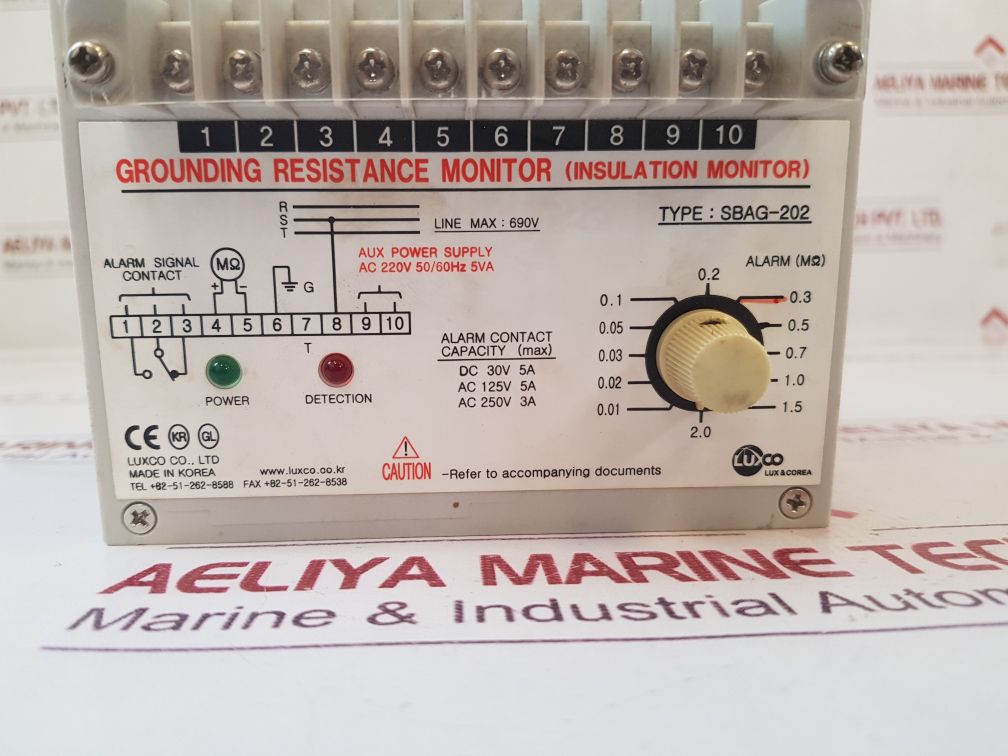 1 2 3 4 5 6 7 8 9 10
GROUNDING RESISTANCE MONITOR (INSULATION MONITOR)
R
S
T
LINE MAX : 690V
TYPE : SBAG-202
AUX POWER SUPPLY
AC 220V 50/60Hz 5VA
ALARM SIGNAL
CONTACT
MΩ
+ -
G
1 2 3 4 5 6 7 8 9 10
T
POWER
DETECTION
ALARM CONTACT
CAPACITY (max)
DC 30V 5A
AC 125V 5A
AC 250V 3A
ALARM (MΩ)
0.2
0.1
0.3
0.05
0.5
0.03
0.7
0.02
1.0
0.01
1.5
2.0
CE KR GL
LUXCO CO., LTD
MADE IN KOREA
www.luxco.co.kr
TEL +82-51-262-8588 FAX +82-51-262-8538
CAUTION -Refer to accompanying documents
LUXCO
LUX & COREA
AELIYA MARINE TEC
Marine & Industrial Autom
AELIYA MARINE
PVT. LTD.